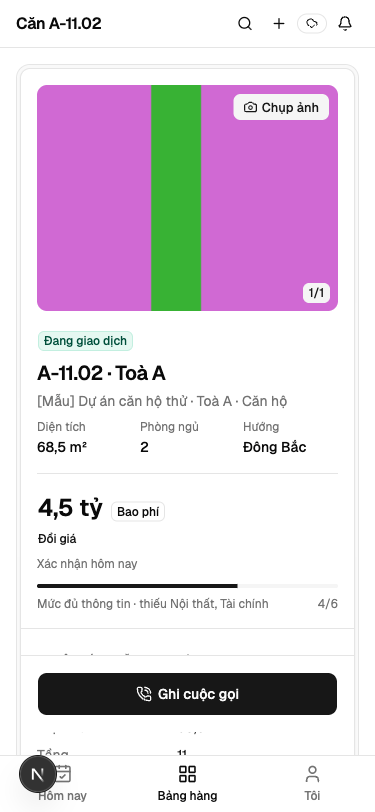 Căn A-11.02
Chụp ảnh
1/1
Đang giao dịch
A-11.02 · Toà A
[Mẫu] Dự án căn hộ thử · Toà A · Căn hộ
Diện tích Phòng ngủ Hướng
68,5 m² 2 Đông Bắc
4,5 tỷ Bao phí
Đổi giá
Xác nhận hôm nay
Mức đủ thông tin · thiếu Nội thất, Tài chính 4/6
Ghi cuộc gọi
Tầng 11
N
Hôm nay Bảng hàng Tôi